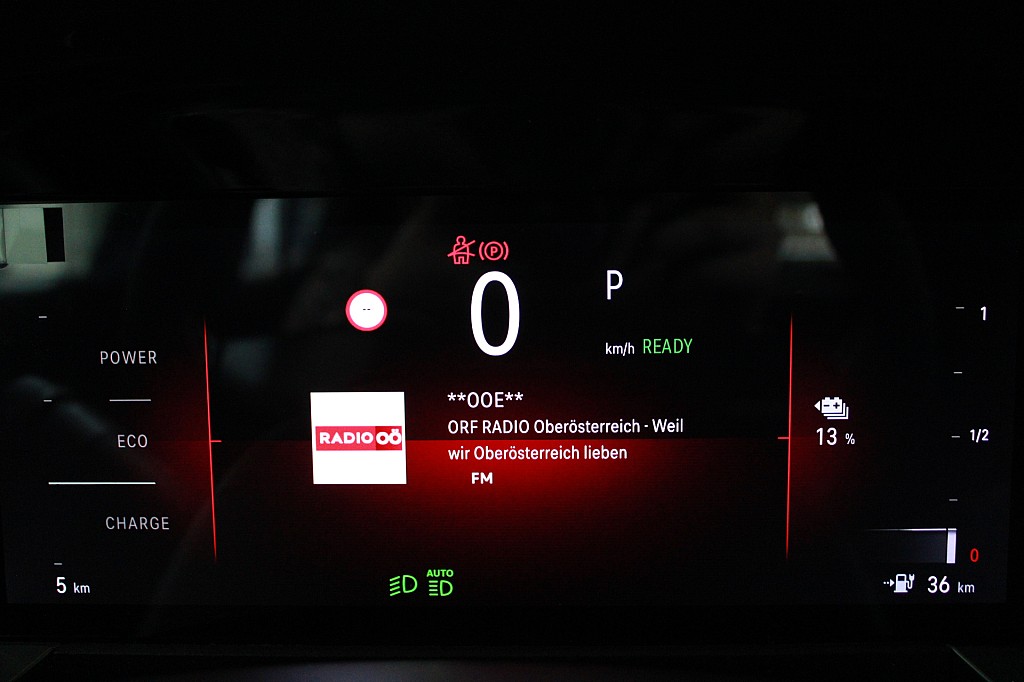 P
0
--
1
POWER
km/h READY
**OOE**
ORF RADIO Oberösterreich - Weil
wir Oberösterreich lieben
FM
RADIO OÖ
ECO
13 %
1/2
CHARGE
0
AUTO
5 km
36 km